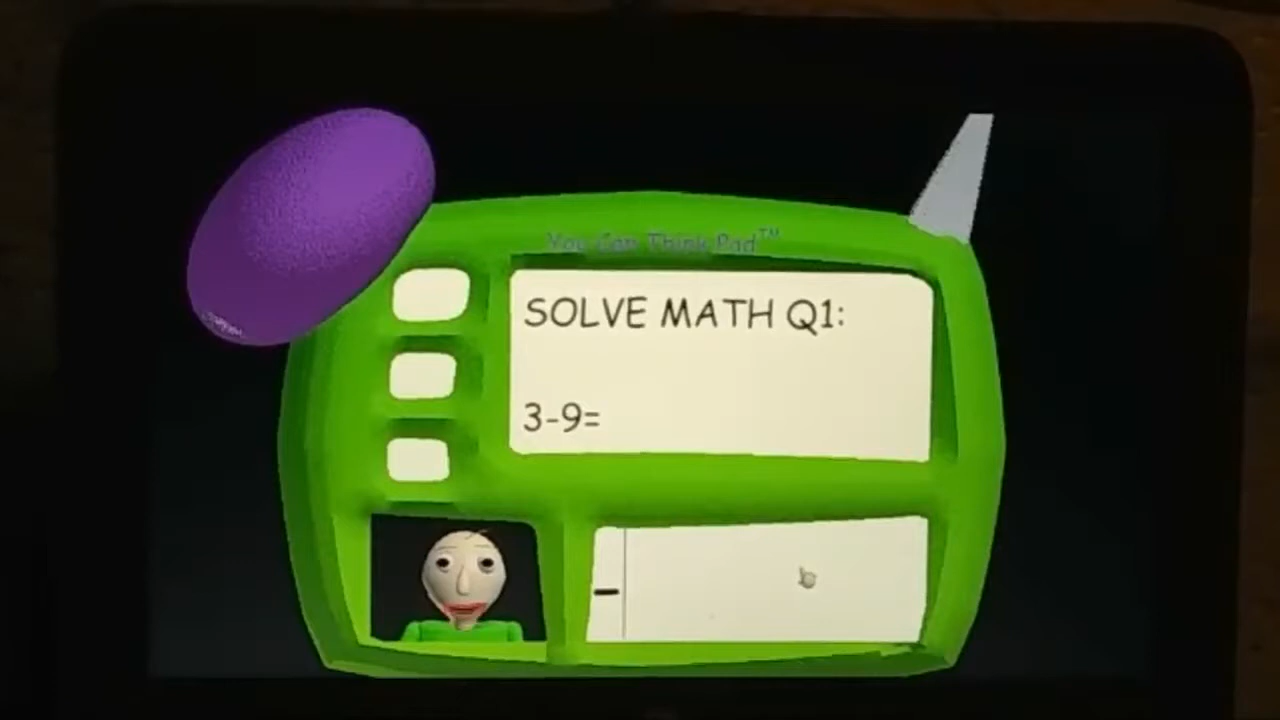 You Can Think Pad™
SOLVE MATH Q1:
3-9=
-